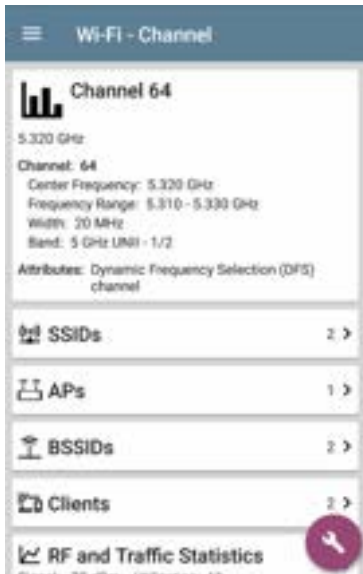 Wi-Fi - Channel
Channel 64
5.320 GHz
Channel: 64
Center Frequency: 5.320 GHz
Frequency Range: 5.310 - 5.330 GHz
Width: 20 MHz
Band: 5 GHz UNII - 1/2
Attributes: Dynamic Frequency Selection (DFS)
channel
SSIDs 2
APs 1
BSSIDs 2
Clients 2
RF and Traffic Statistics